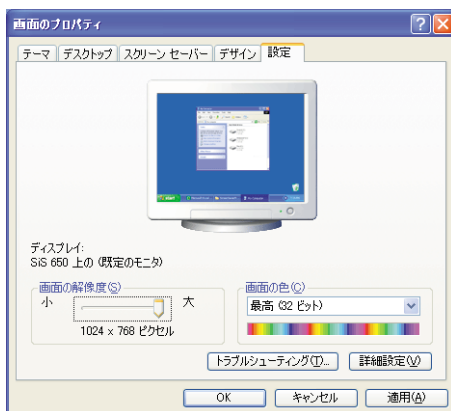 画面のプロパティ
テーマ デスクトップ スクリーン セーバー デザイン 設定
ディスプレイ:
SiS 650 上の (既定のモニタ)
画面の解像度(S)
小 大
1024 x 768 ピクセル
画面の色(C)
最高 (32 ビット)
トラブルシューティング(T)... 詳細設定(V)
OK キャンセル 適用(A)